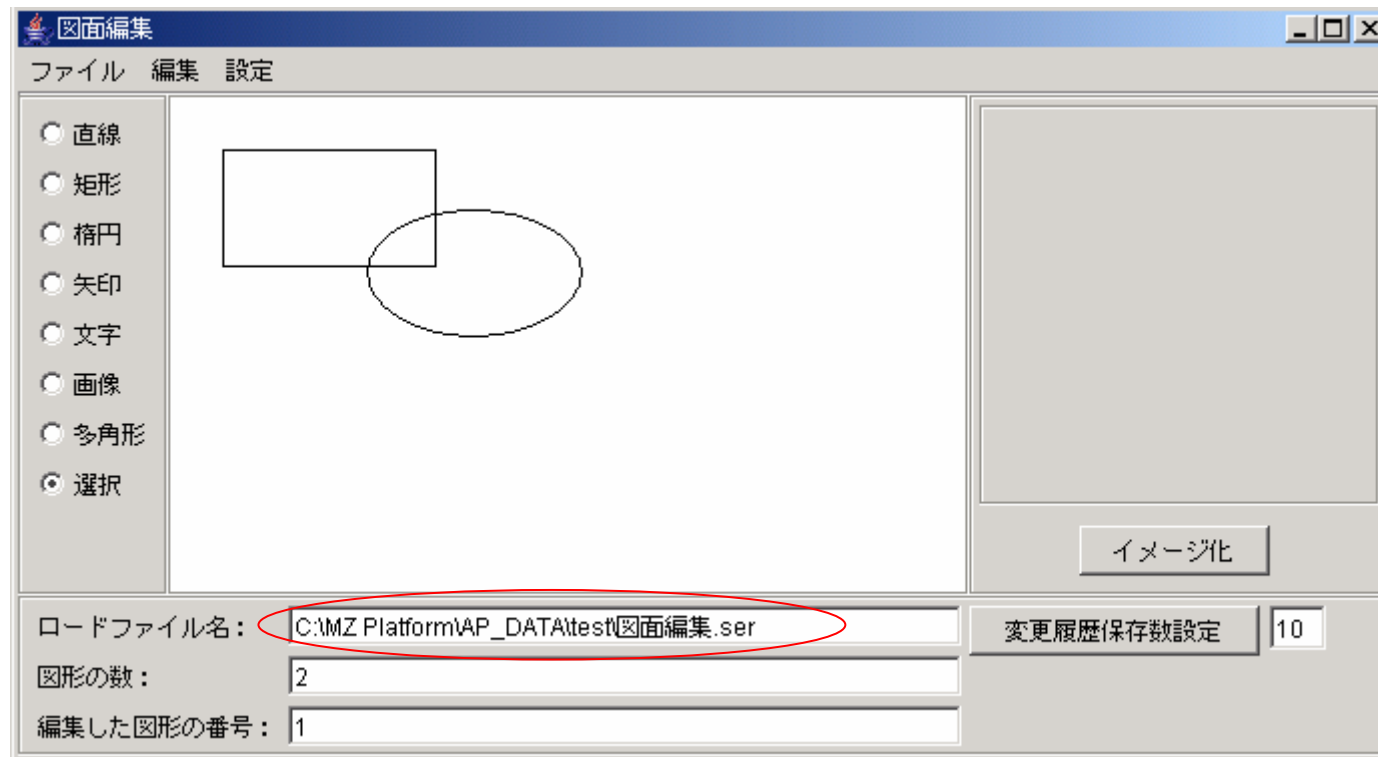 図面編集
ファイル 編集 設定
直線
矩形
楕円
矢印
文字
画像
多角形
選択
イメージ化
ロードファイル名： C:\MZ Platform\AP_DATA\test\図面編集.ser
変更履歴保存数設定 10
図形の数： 2
編集した図形の番号： 1